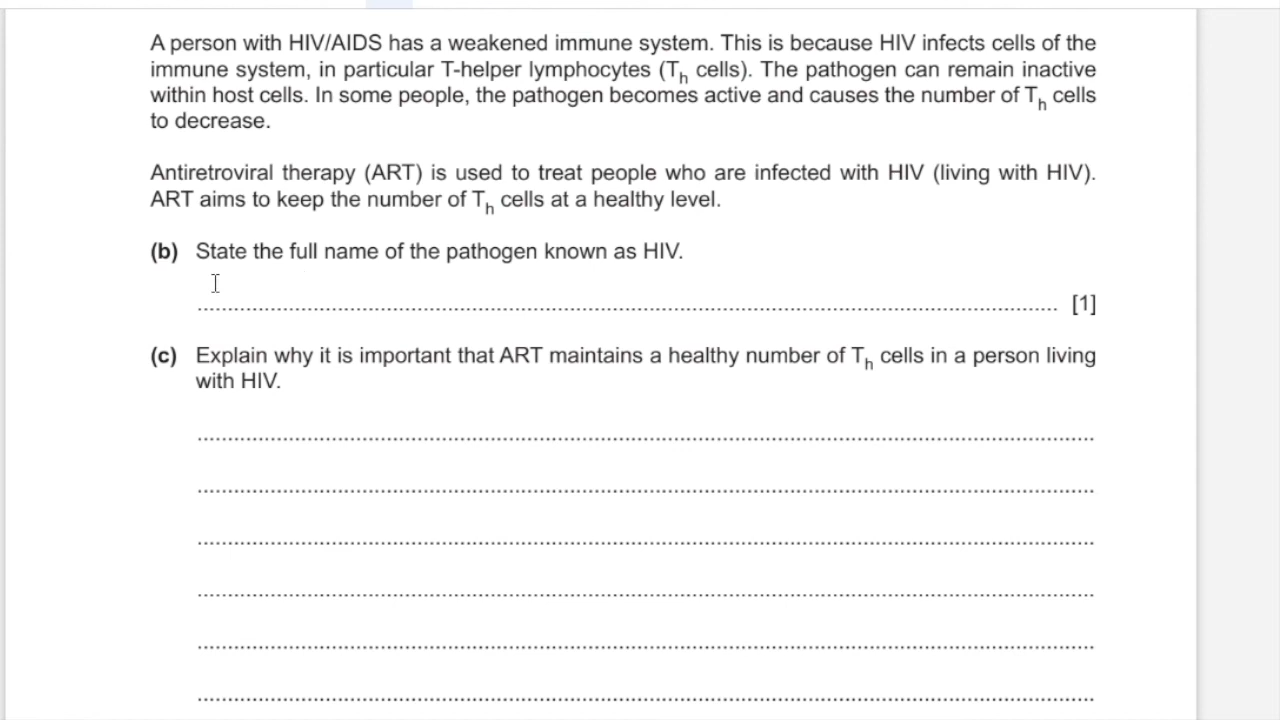 A person with HIV/AIDS has a weakened immune system. This is because HIV infects cells of the
immune system, in particular T-helper lymphocytes (Th cells). The pathogen can remain inactive
within host cells. In some people, the pathogen becomes active and causes the number of Th cells
to decrease.
Antiretroviral therapy (ART) is used to treat people who are infected with HIV (living with HIV).
ART aims to keep the number of Th cells at a healthy level.
(b) State the full name of the pathogen known as HIV.
[1]
(c) Explain why it is important that ART maintains a healthy number of Th cells in a person living
with HIV.